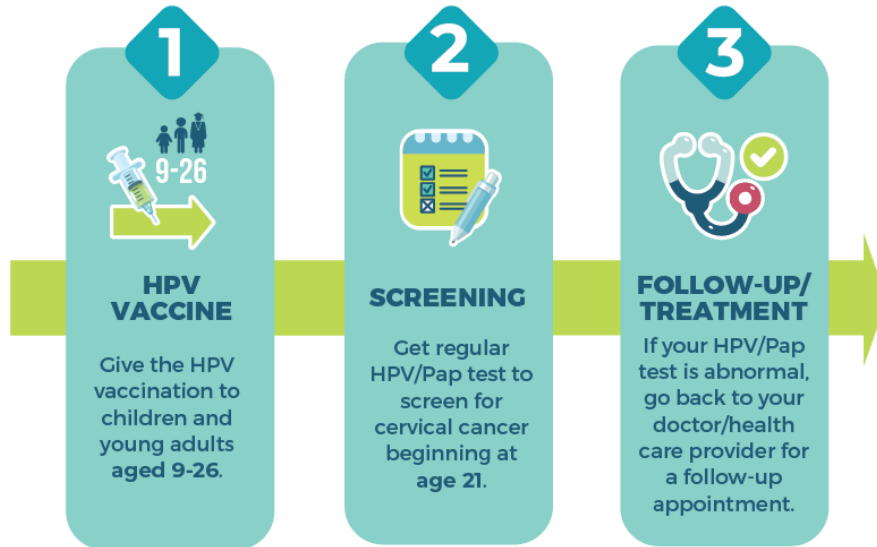 1
9-26
HPV
VACCINE
Give the HPV
vaccination to
children and
young adults
aged 9-26.
2
SCREENING
Get regular
HPV/Pap test to
screen for
cervical cancer
beginning at
age 21.
3
FOLLOW-UP/
TREATMENT
If your HPV/Pap
test is abnormal,
go back to your
doctor/health
care provider for
a follow-up
appointment.